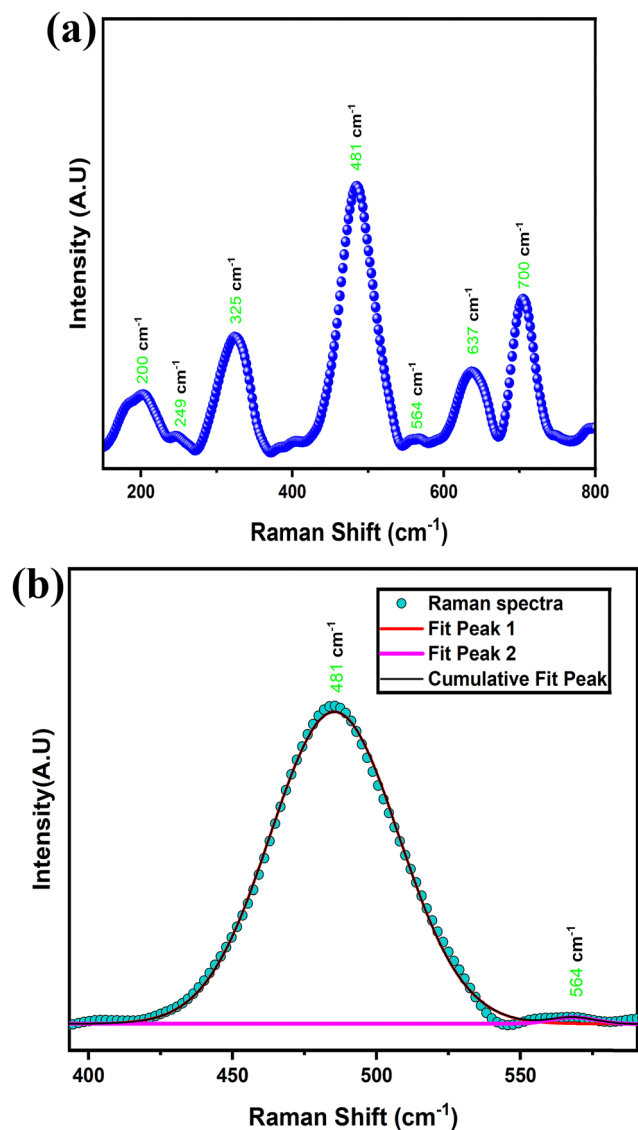 (a)
Intensity (A.U)
200 cm⁻¹
249 cm⁻¹
325 cm⁻¹
481 cm⁻¹
564 cm⁻¹
637 cm⁻¹
700 cm⁻¹
200 400 600 800
Raman Shift (cm⁻¹)
(b)
Intensity(A.U)
481 cm⁻¹
564 cm⁻¹
Raman spectra
Fit Peak 1
Fit Peak 2
Cumulative Fit Peak
400 450 500 550
Raman Shift (cm⁻¹)